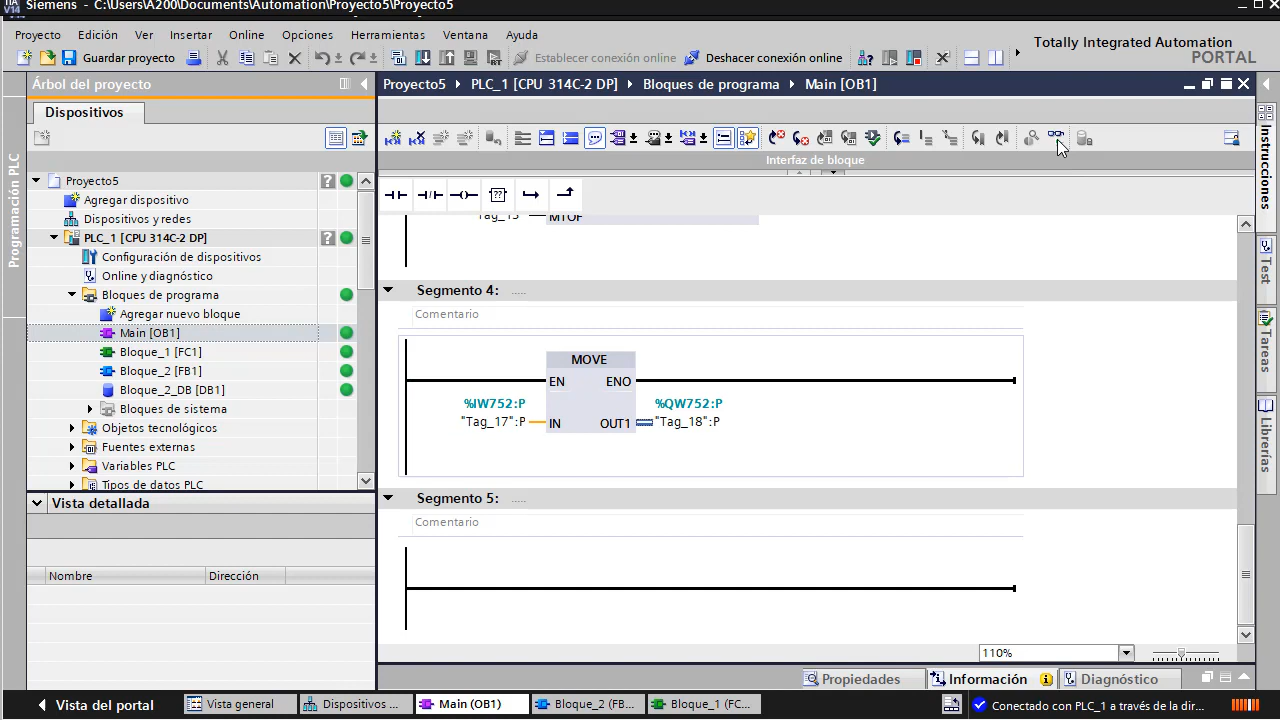 Siemens - C:\Users\A200\Documents\Automation\Proyecto5\Proyecto5
V14
Proyecto Edición Ver Insertar Online Opciones Herramientas Ventana Ayuda
Totally Integrated Automation
PORTAL
Guardar proyecto
Establecer conexión online
Deshacer conexión online
Árbol del proyecto
Proyecto5 PLC_1 [CPU 314C-2 DP] Bloques de programa Main [OB1]
Dispositivos
Programación PLC
Interfaz de bloque
Proyecto5
Agregar dispositivo
Dispositivos y redes
PLC_1 [CPU 314C-2 DP]
Configuración de dispositivos
Online y diagnóstico
Bloques de programa
Agregar nuevo bloque
Main [OB1]
Bloque_1 [FC1]
Bloque_2 [FB1]
Bloque_2_DB [DB1]
Bloques de sistema
Objetos tecnológicos
Fuentes externas
Variables PLC
Tipos de datos PLC
Vista detallada
Nombre Dirección
??
Tag_15 MTOF
Segmento 4: .....
Comentario
MOVE
EN ENO
%IW752:P
"Tag_17":P
IN OUT1
%QW752:P
"Tag_18":P
Segmento 5: .....
Comentario
110%
Propiedades Información Diagnóstico
Instrucciones
Test
Tareas
Librerías
Vista del portal
Vista general
Dispositivos ...
Main (OB1)
Bloque_2 (FB...
Bloque_1 (FC...
Conectado con PLC_1 a través de la dir...